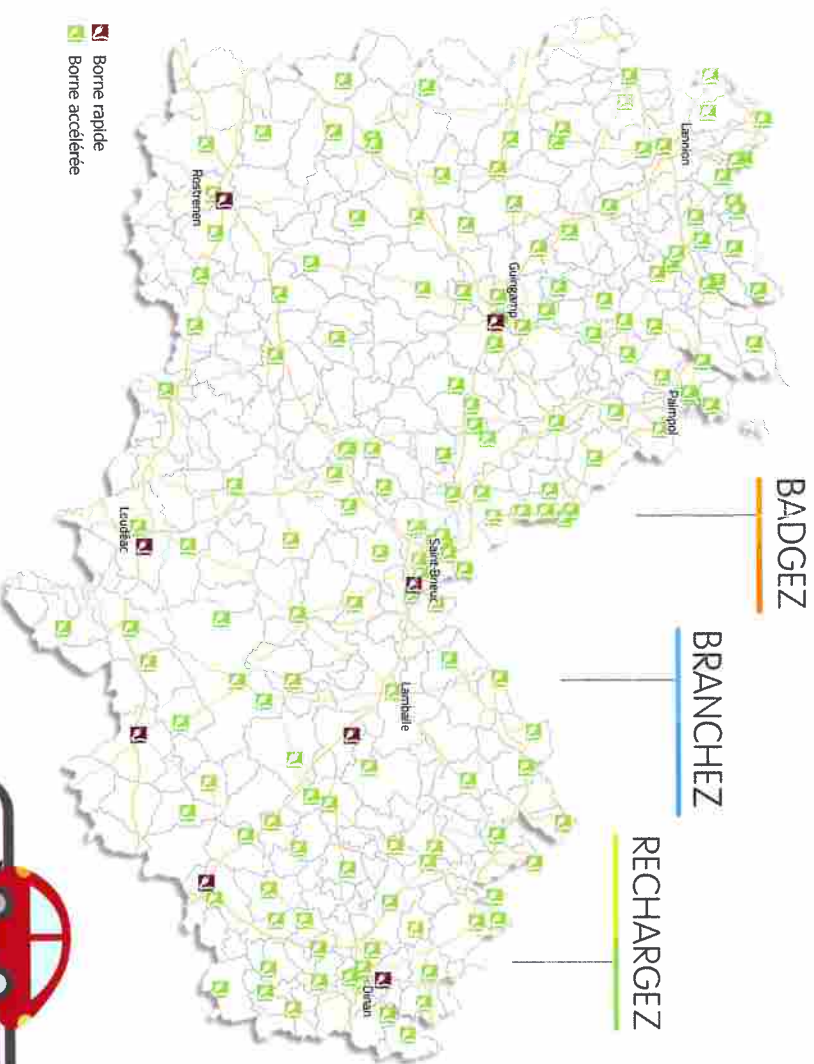 BADGEZ
BRANCHEZ
RECHARGEZ
Lannion
Paimpol
Guingamp
Saint-Brieuc
Lamballe
Dinan
Rostrenen
Loudéac
Borne rapide
Borne accélérée